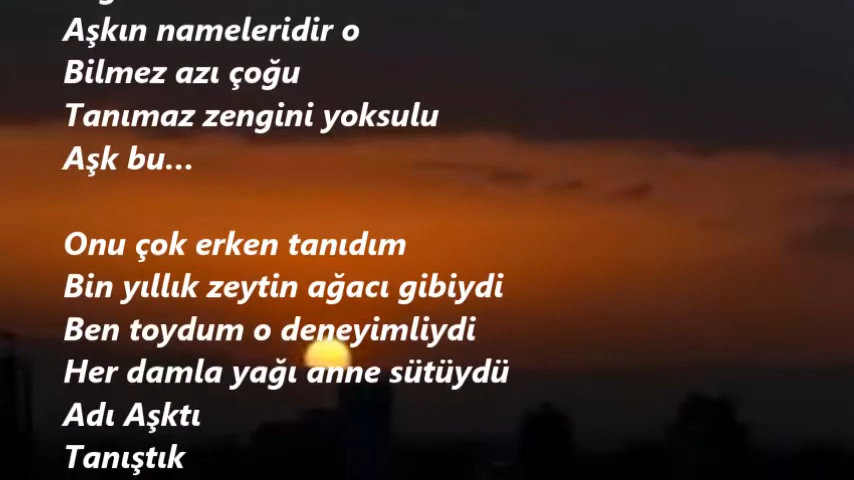 Aşkın nameleridir o
Bilmez azı çoğu
Tanımaz zengini yoksulu
Aşk bu...
Onu çok erken tanıdım
Bin yıllık zeytin ağacı gibiydi
Ben toydum o deneyimliydi
Her damla yağı anne sütüydü
Adı Aşktı
Tanıştık